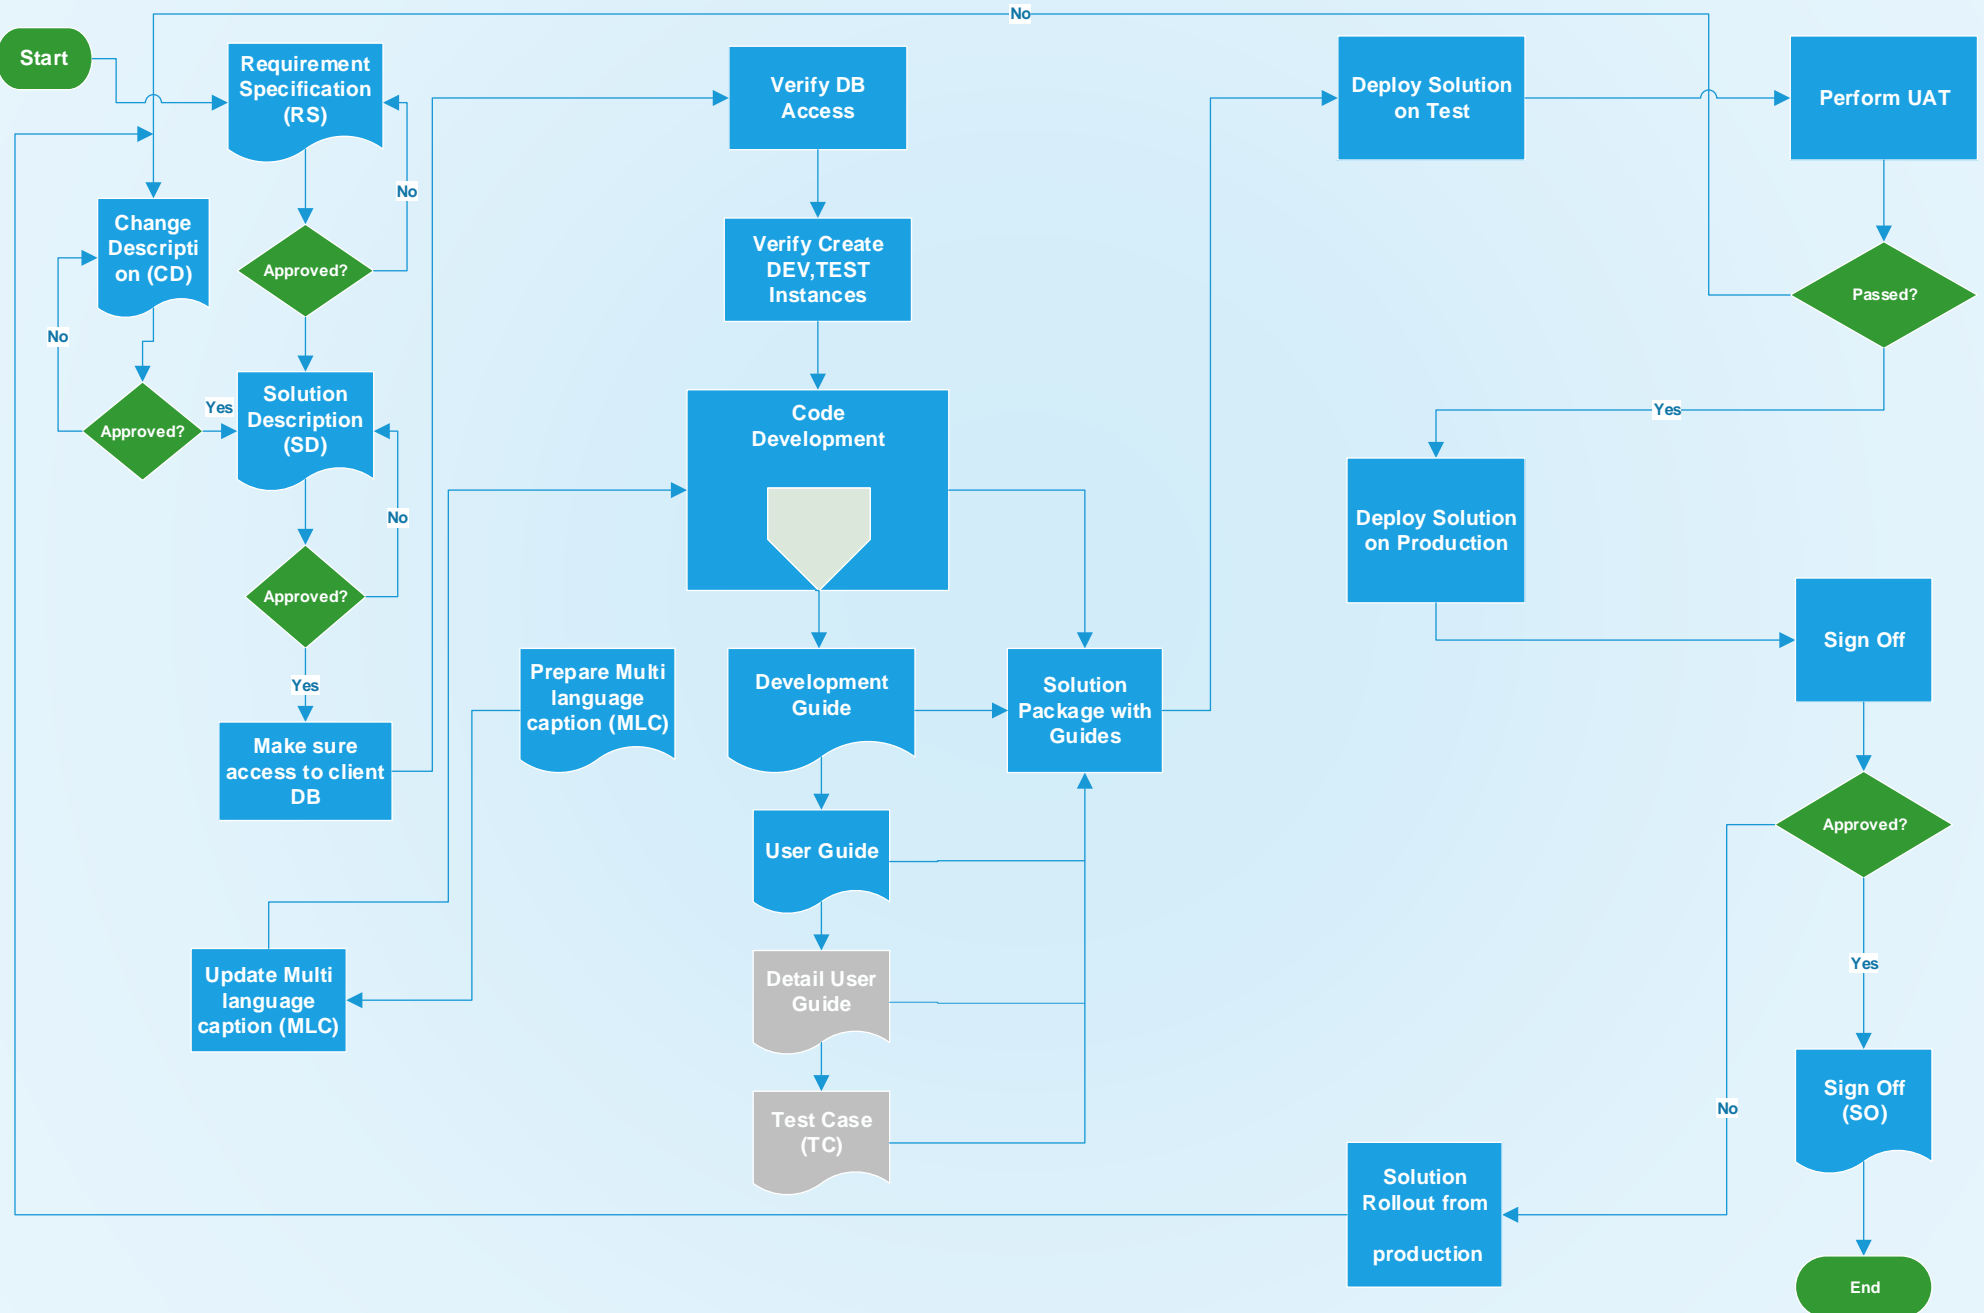 No
Start
Requirement
Specification
(RS)
No
Approved?
Change
Descripti
on (CD)
No
Approved?
Yes
Solution
Description
(SD)
No
Approved?
Yes
Make sure
access to client
DB
Verify DB
Access
Verify Create
DEV,TEST
Instances
Code
Development
Prepare Multi
language
caption (MLC)
Update Multi
language
caption (MLC)
Development
Guide
User Guide
Detail User
Guide
Test Case
(TC)
Solution
Package with
Guides
Deploy Solution
on Test
Perform UAT
Passed?
Yes
Deploy Solution
on Production
Sign Off
Approved?
Yes
No
Sign Off
(SO)
Solution
Rollout from
production
End